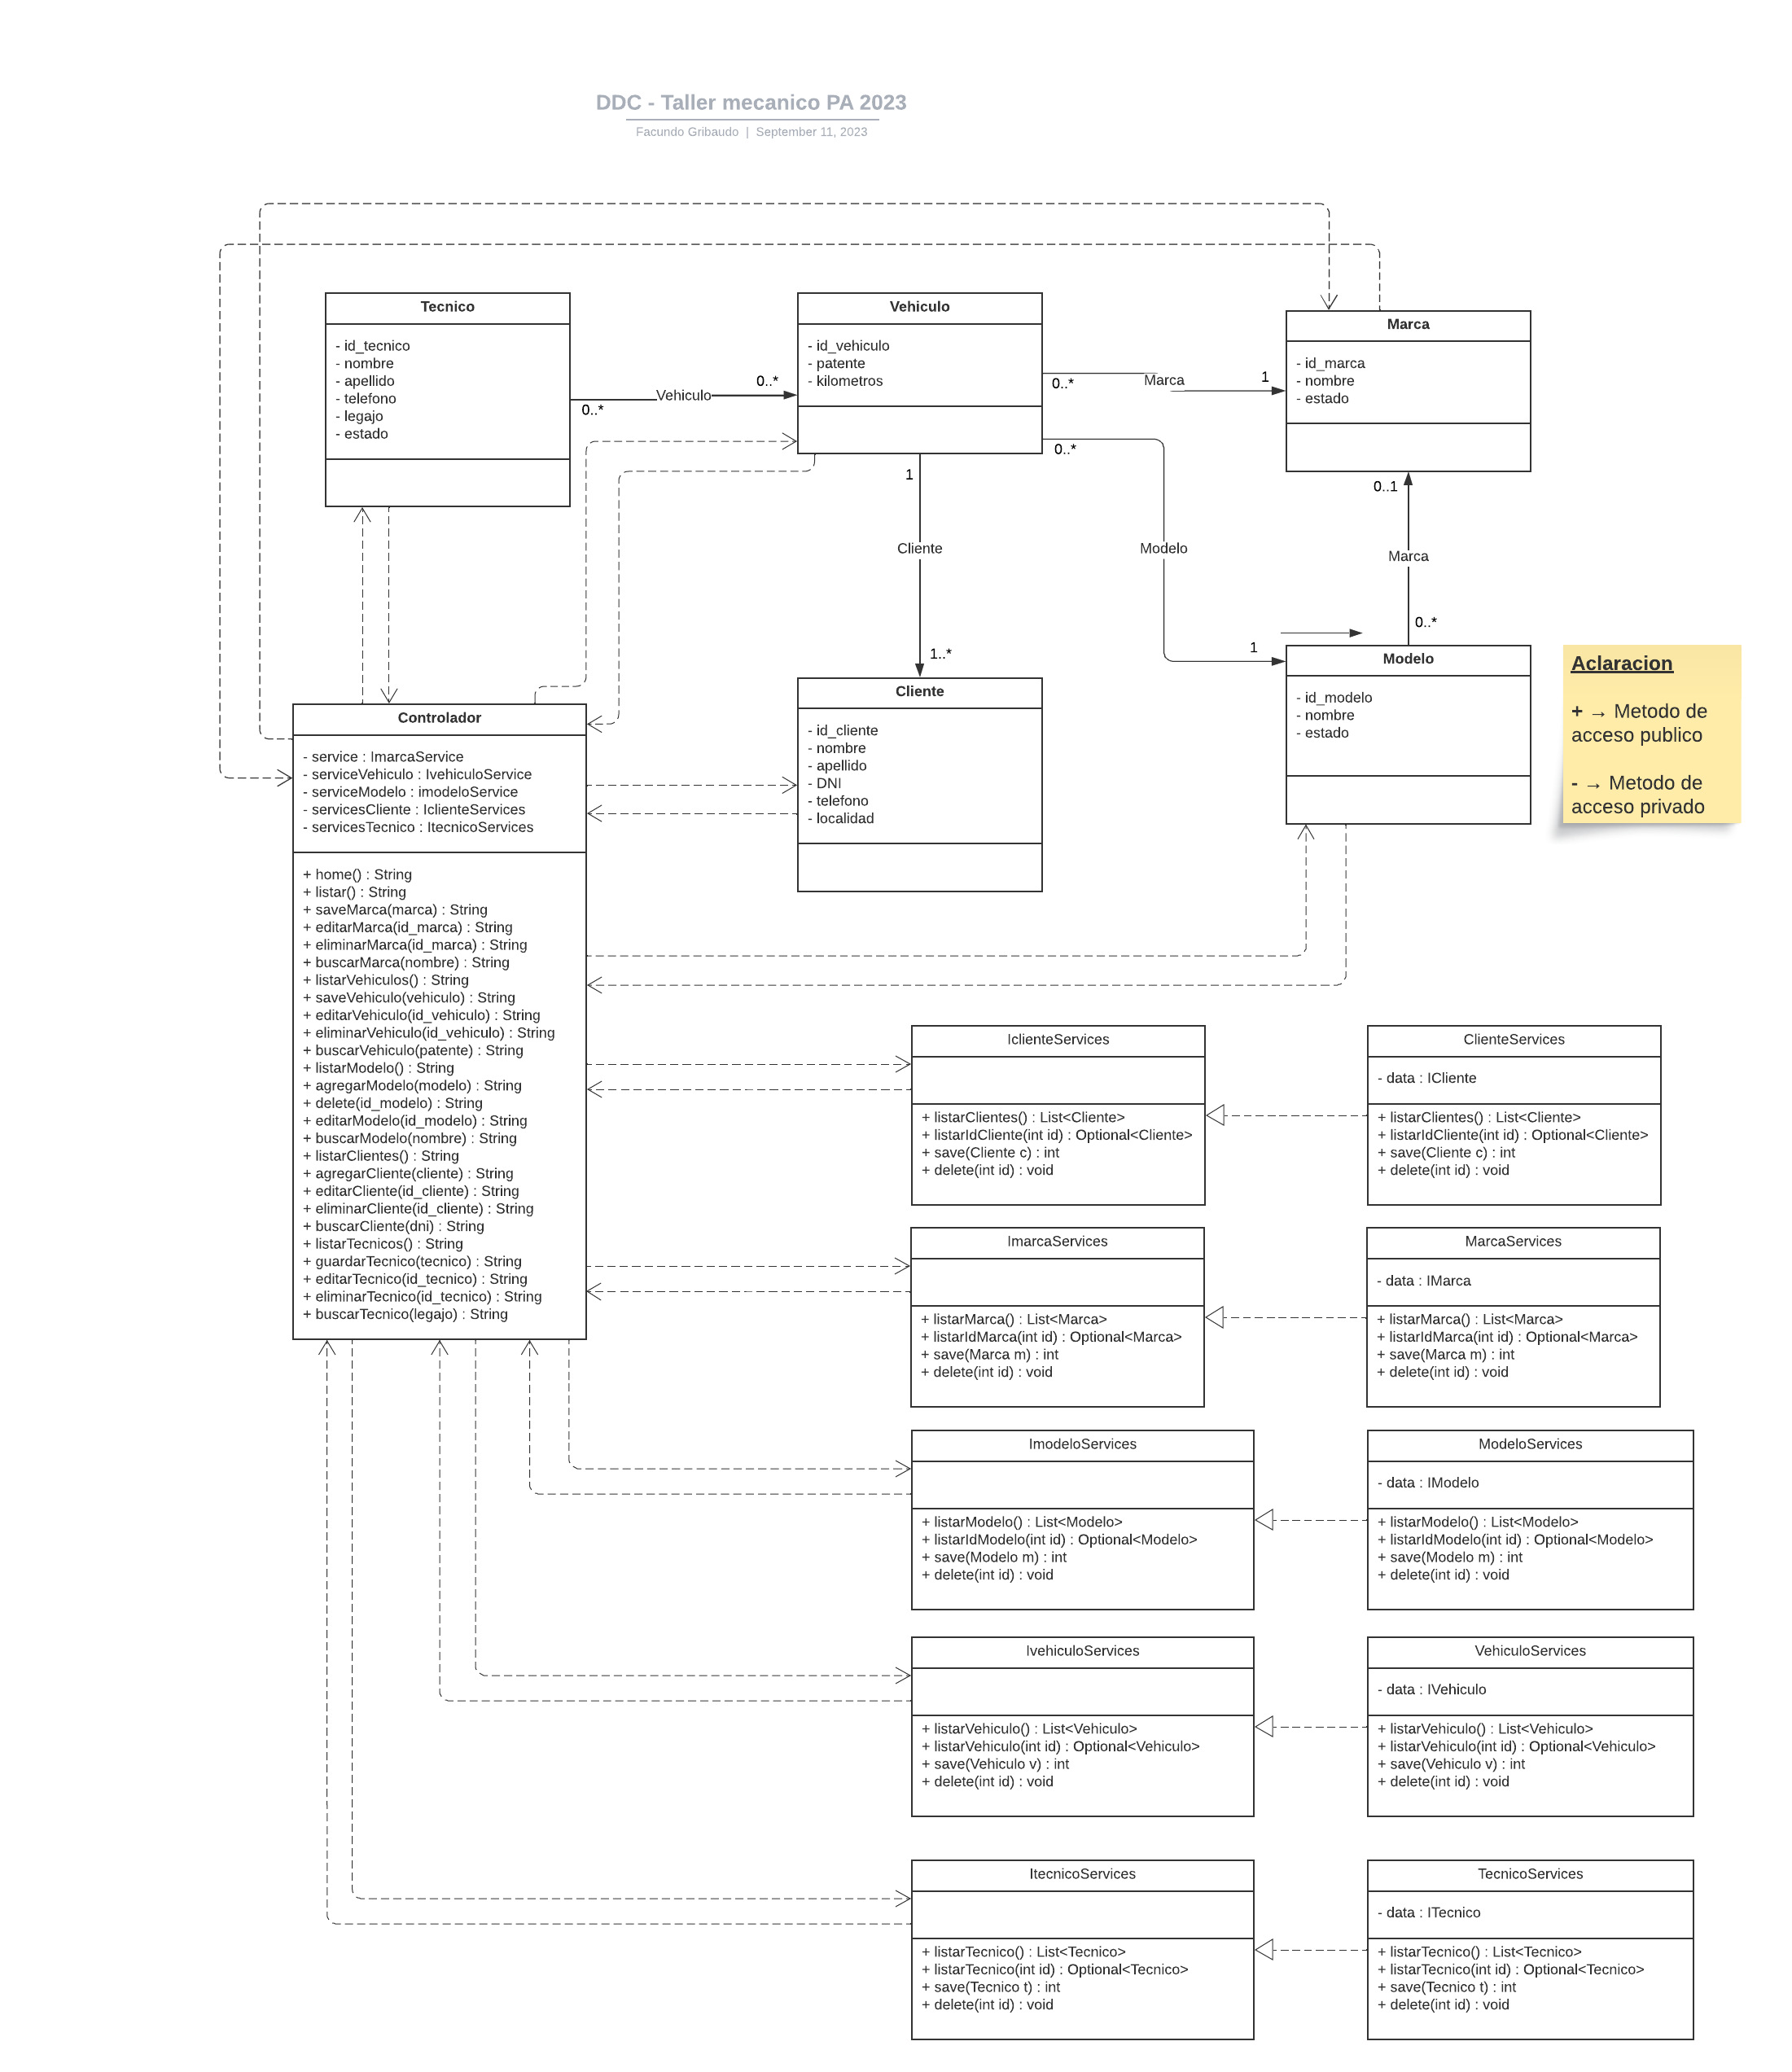 DDC - Taller mecanico PA 2023
Facundo Gribaudo | September 11, 2023
Tecnico
- id_tecnico
- nombre
- apellido
- telefono
- legajo
- estado
0..*
Vehiculo
0..*
Vehiculo
- id_vehiculo
- patente
- kilometros
0..*
Marca
1
Marca
- id_marca
- nombre
- estado
0..*
Modelo
1
1
Cliente
1..*
0..1
Marca
0..*
Modelo
- id_modelo
- nombre
- estado
Aclaracion
+ → Metodo de
acceso publico
- → Metodo de
acceso privado
Cliente
- id_cliente
- nombre
- apellido
- DNI
- telefono
- localidad
Controlador
- service : ImarcaService
- serviceVehiculo : IvehiculoService
- serviceModelo : imodeloService
- servicesCliente : IclienteServices
- servicesTecnico : ItecnicoServices
+ home() : String
+ listar() : String
+ saveMarca(marca) : String
+ editarMarca(id_marca) : String
+ eliminarMarca(id_marca) : String
+ buscarMarca(nombre) : String
+ listarVehiculos() : String
+ saveVehiculo(vehiculo) : String
+ editarVehiculo(id_vehiculo) : String
+ eliminarVehiculo(id_vehiculo) : String
+ buscarVehiculo(patente) : String
+ listarModelo() : String
+ agregarModelo(modelo) : String
+ delete(id_modelo) : String
+ editarModelo(id_modelo) : String
+ buscarModelo(nombre) : String
+ listarClientes() : String
+ agregarCliente(cliente) : String
+ editarCliente(id_cliente) : String
+ eliminarCliente(id_cliente) : String
+ buscarCliente(dni) : String
+ listarTecnicos() : String
+ guardarTecnico(tecnico) : String
+ editarTecnico(id_tecnico) : String
+ eliminarTecnico(id_tecnico) : String
+ buscarTecnico(legajo) : String
IclienteServices
+ listarClientes() : List<Cliente>
+ listarIdCliente(int id) : Optional<Cliente>
+ save(Cliente c) : int
+ delete(int id) : void
ClienteServices
- data : ICliente
+ listarClientes() : List<Cliente>
+ listarIdCliente(int id) : Optional<Cliente>
+ save(Cliente c) : int
+ delete(int id) : void
ImarcaServices
+ listarMarca() : List<Marca>
+ listarIdMarca(int id) : Optional<Marca>
+ save(Marca m) : int
+ delete(int id) : void
MarcaServices
- data : IMarca
+ listarMarca() : List<Marca>
+ listarIdMarca(int id) : Optional<Marca>
+ save(Marca m) : int
+ delete(int id) : void
ImodeloServices
+ listarModelo() : List<Modelo>
+ listarIdModelo(int id) : Optional<Modelo>
+ save(Modelo m) : int
+ delete(int id) : void
ModeloServices
- data : IModelo
+ listarModelo() : List<Modelo>
+ listarIdModelo(int id) : Optional<Modelo>
+ save(Modelo m) : int
+ delete(int id) : void
IvehiculoServices
+ listarVehiculo() : List<Vehiculo>
+ listarVehiculo(int id) : Optional<Vehiculo>
+ save(Vehiculo v) : int
+ delete(int id) : void
VehiculoServices
- data : IVehiculo
+ listarVehiculo() : List<Vehiculo>
+ listarVehiculo(int id) : Optional<Vehiculo>
+ save(Vehiculo v) : int
+ delete(int id) : void
ItecnicoServices
+ listarTecnico() : List<Tecnico>
+ listarTecnico(int id) : Optional<Tecnico>
+ save(Tecnico t) : int
+ delete(int id) : void
TecnicoServices
- data : ITecnico
+ listarTecnico() : List<Tecnico>
+ listarTecnico(int id) : Optional<Tecnico>
+ save(Tecnico t) : int
+ delete(int id) : void